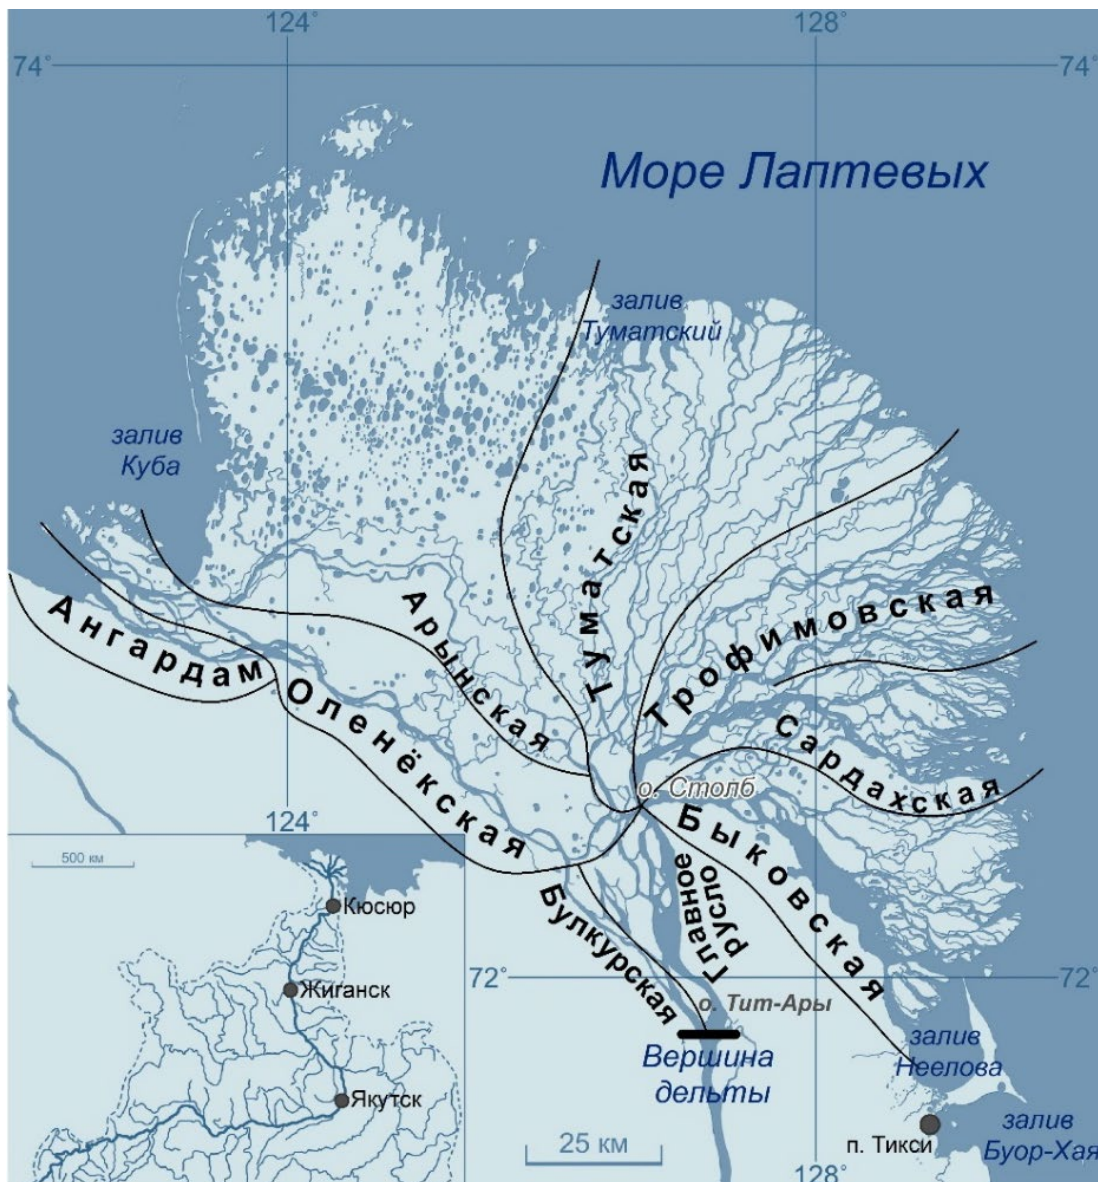 124°
128°
74°
74°
Море Лаптевых
залив
Туматский
залив
Куба
Туматская
Арынская
Трофимовская
Ангардам
Оленёкская
Сардахская
о. Столб
Быковская
Главное
русло
Булкурская
124°
500 км
Кюсюр
Жиганск
Якутск
72°
72°
о. Тит-Ары
Вершина
дельты
залив
Неелова
25 км
п. Тикси
залив
Буор-Хая
128°